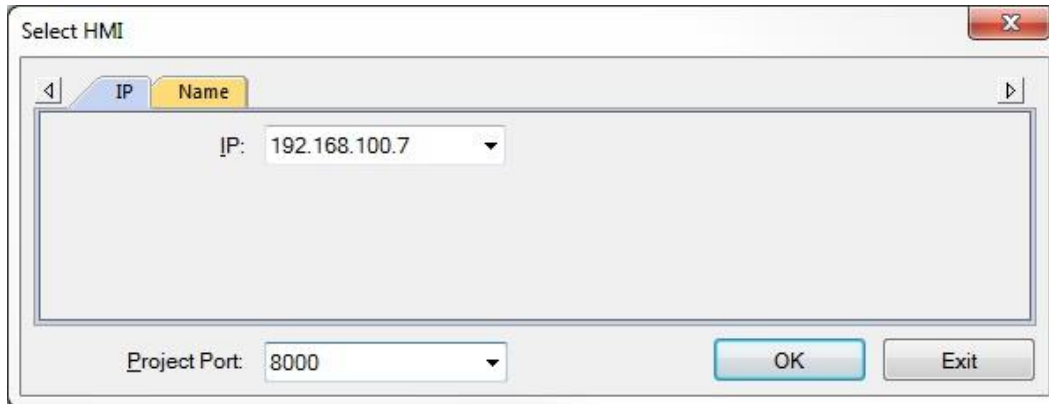 Select HMI
IP Name
IP: 192.168.100.7
Project Port: 8000 OK Exit